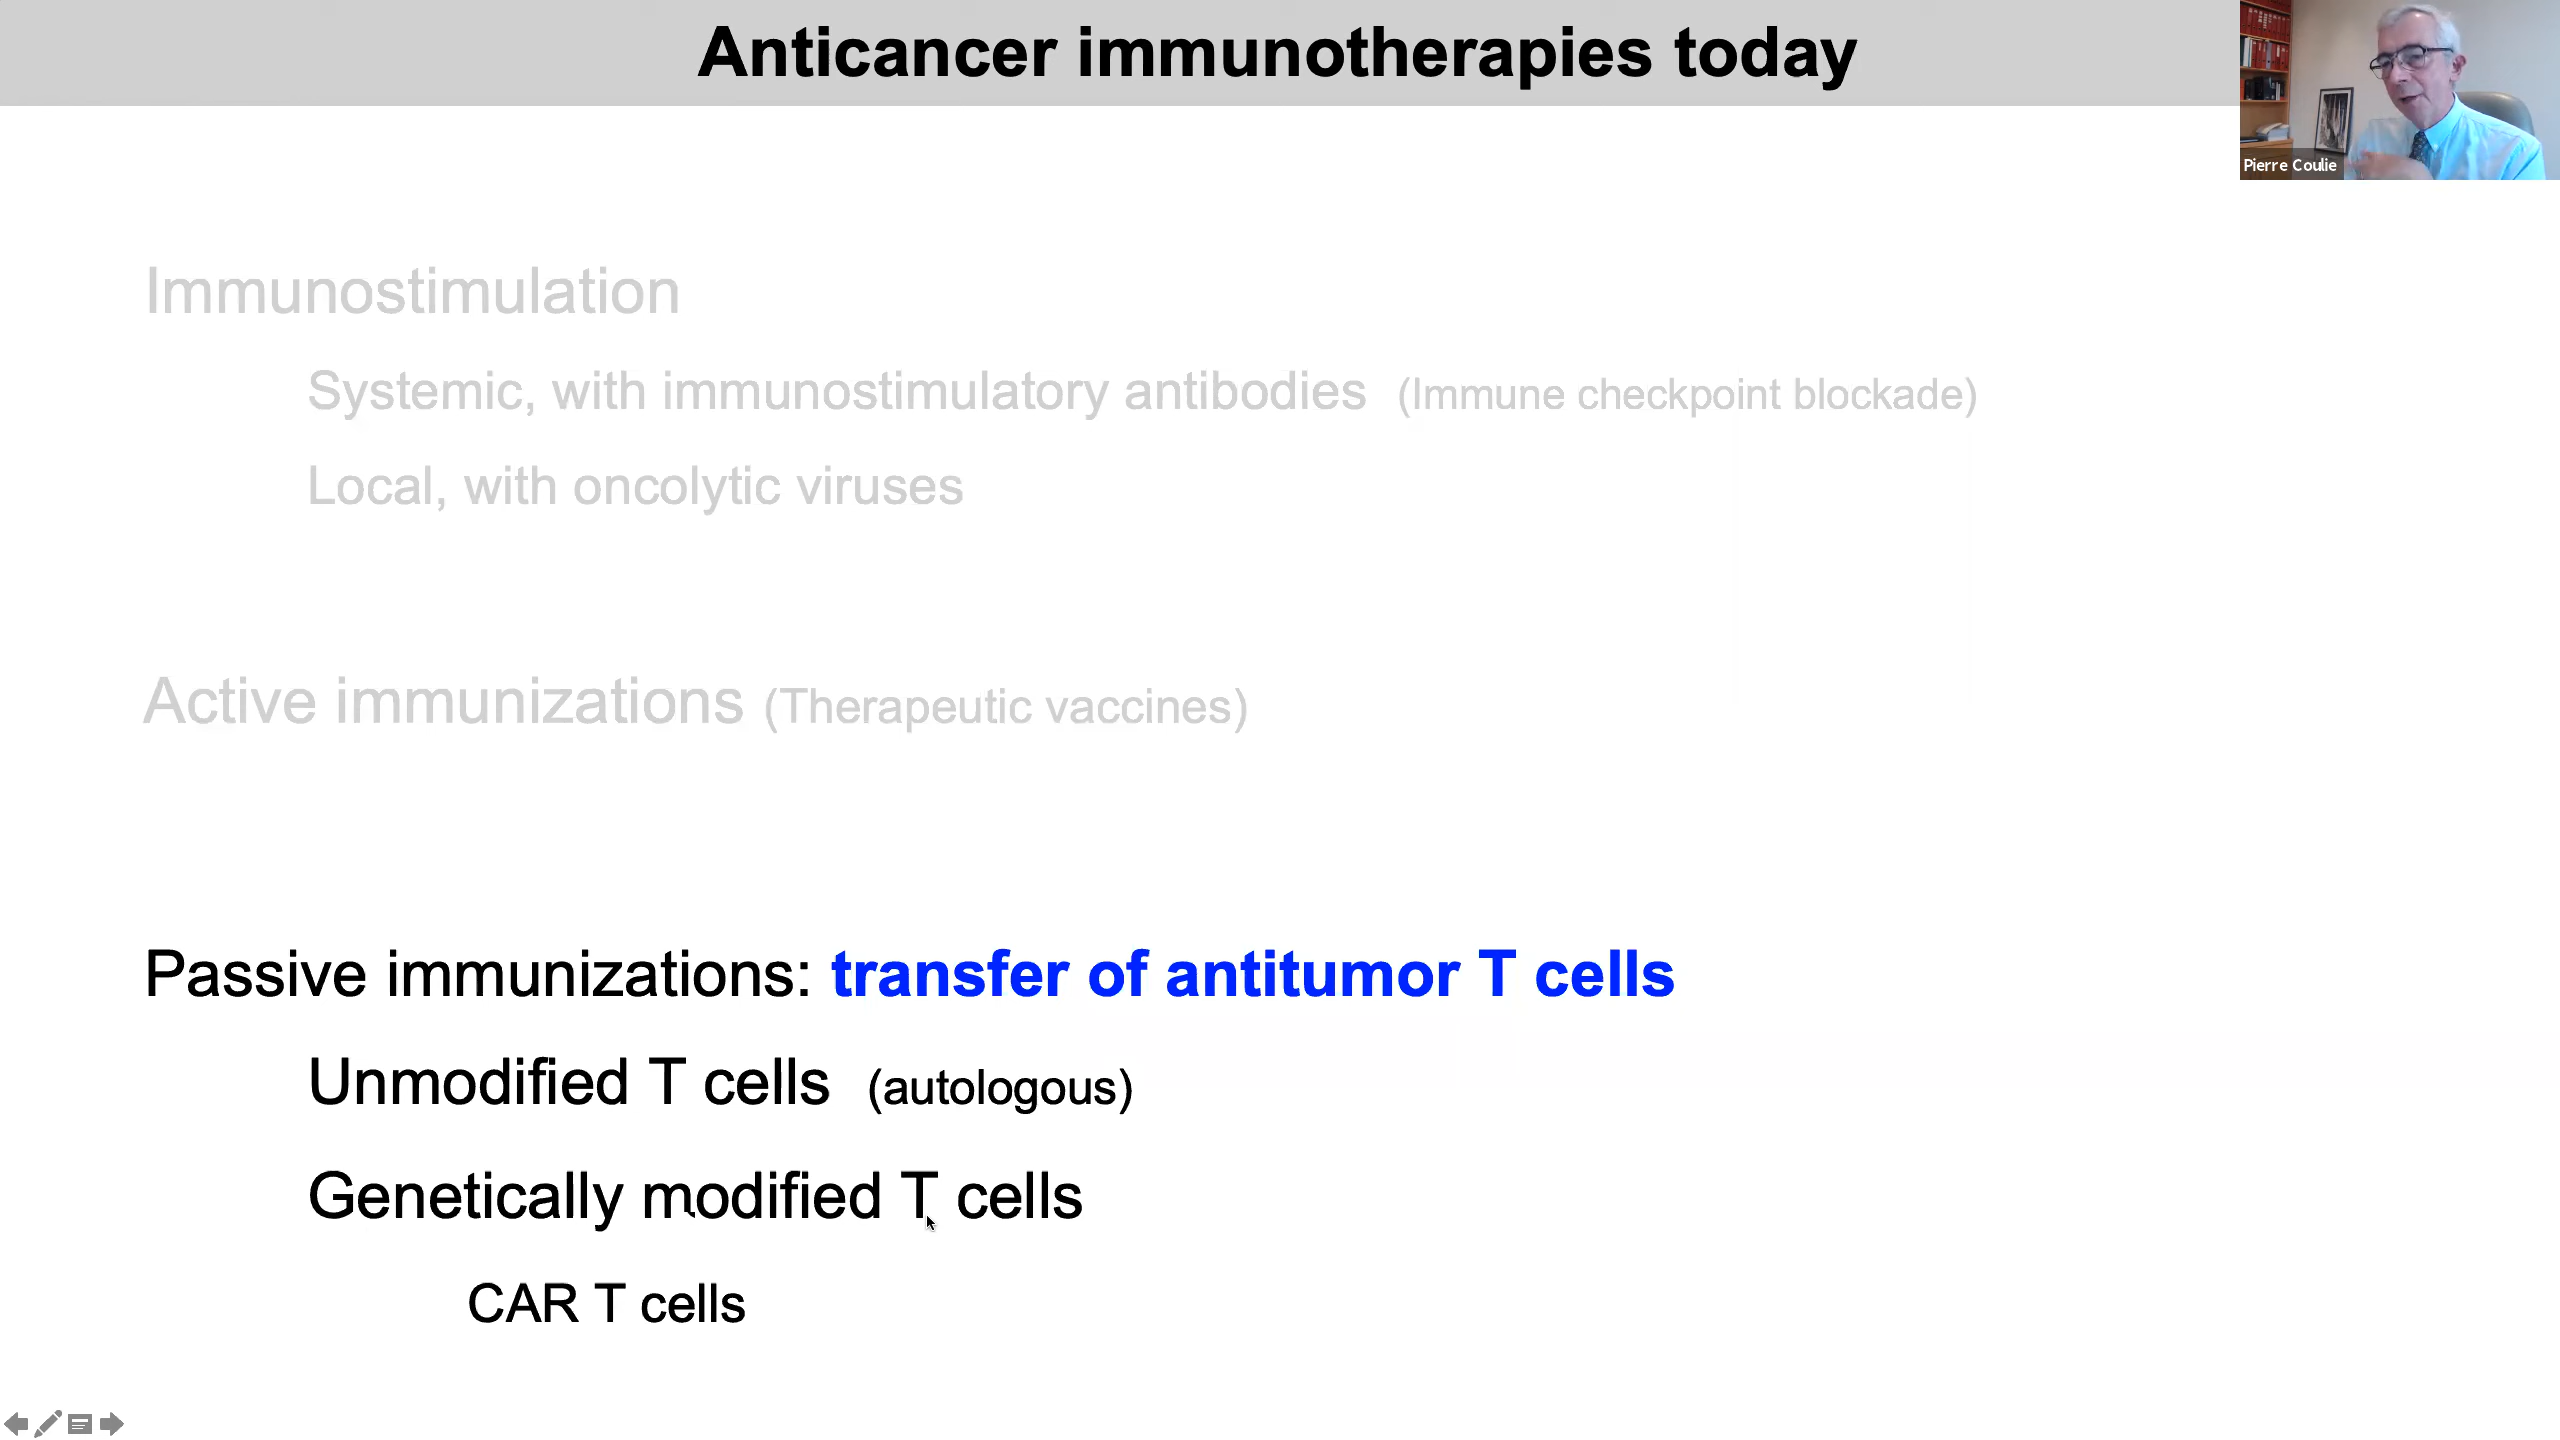 Anticancer immunotherapies today
Pierre Coulie
Immunostimulation
Systemic, with immunostimulatory antibodies (Immune checkpoint blockade)
Local, with oncolytic viruses
Active immunizations (Therapeutic vaccines)
Passive immunizations: transfer of antitumor T cells
Unmodified T cells (autologous)
Genetically modified T cells
CAR T cells